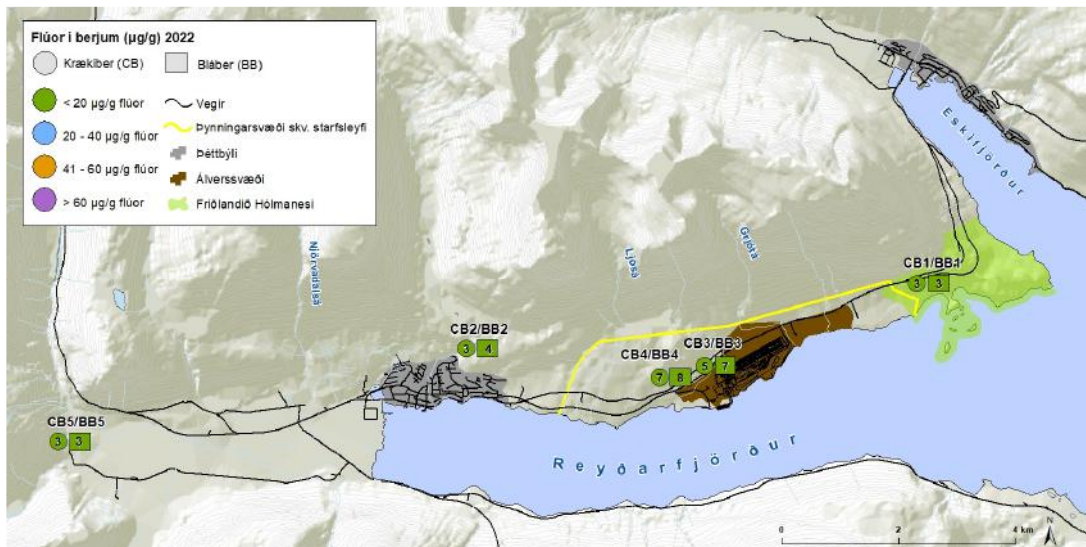 Flúor i berjum (µg/g) 2022
Krækiber (CB)
Bláber (BB)
< 20 µg/g flúor
20 - 40 µg/g flúor
41 - 60 µg/g flúor
> 60 µg/g flúor
Vegir
Þynningarsvæði skv. starfsleyfi
Þéttbýli
Álverssvæði
Friðlandið Hólmanesi
Eskifjörður
Njörvadalsá
Ljósá
Grjótá
CB1/BB1
3 3
CB2/BB2
3 4
CB3/BB3
5 7
CB4/BB4
7 8
CB5/BB5
3 3
Reyðarfjörður
0 2 4 km
N